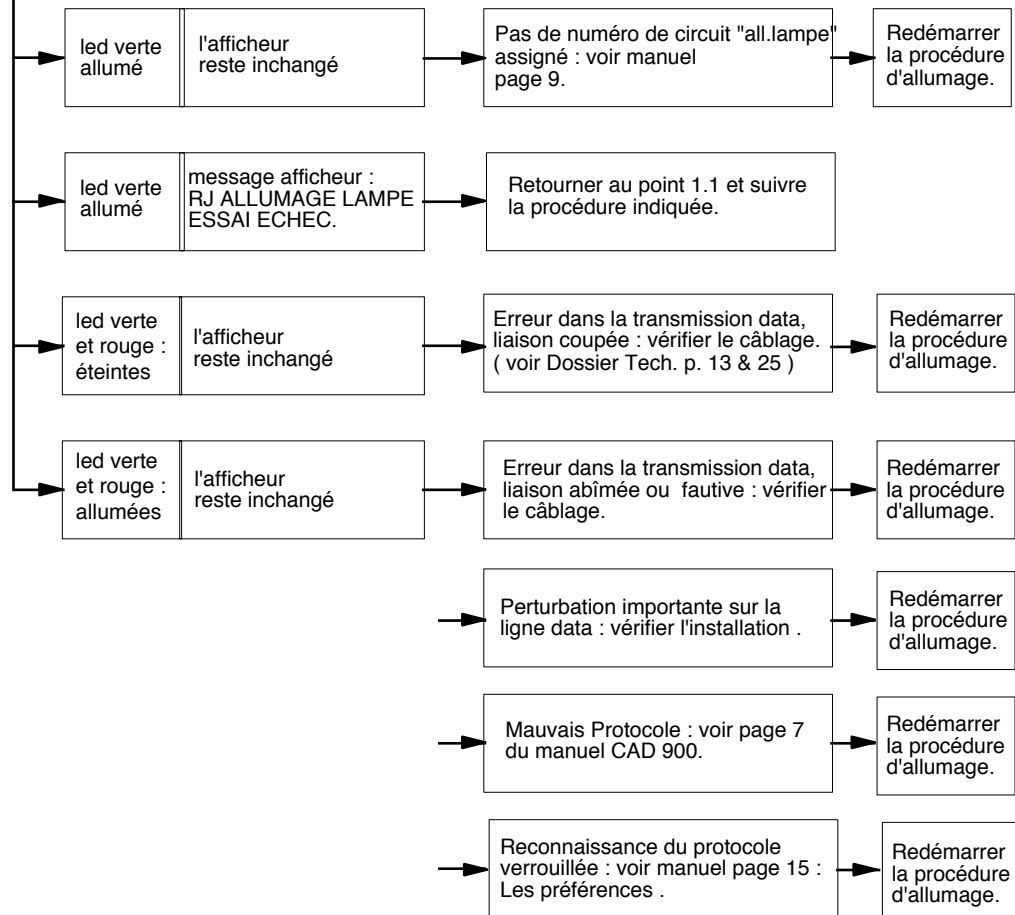 led verte
allumé
l'afficheur
reste inchangé
Pas de numéro de circuit "all.lampe"
assigné : voir manuel
page 9.
Redémarrer
la procédure
d'allumage.
led verte
allumé
message afficheur :
RJ ALLUMAGE LAMPE
ESSAI ECHEC.
Retourner au point 1.1 et suivre
la procédure indiquée.
led verte
et rouge :
éteintes
l'afficheur
reste inchangé
Erreur dans la transmission data,
liaison coupée : vérifier le câblage.
( voir Dossier Tech. p. 13 & 25 )
Redémarrer
la procédure
d'allumage.
led verte
et rouge :
allumées
l'afficheur
reste inchangé
Erreur dans la transmission data,
liaison abîmée ou fautive : vérifier
le câblage.
Redémarrer
la procédure
d'allumage.
Perturbation importante sur la
ligne data : vérifier l'installation .
Redémarrer
la procédure
d'allumage.
Mauvais Protocole : voir page 7
du manuel CAD 900.
Redémarrer
la procédure
d'allumage.
Reconnaissance du protocole
verrouillée : voir manuel page 15 :
Les préférences .
Redémarrer
la procédure
d'allumage.